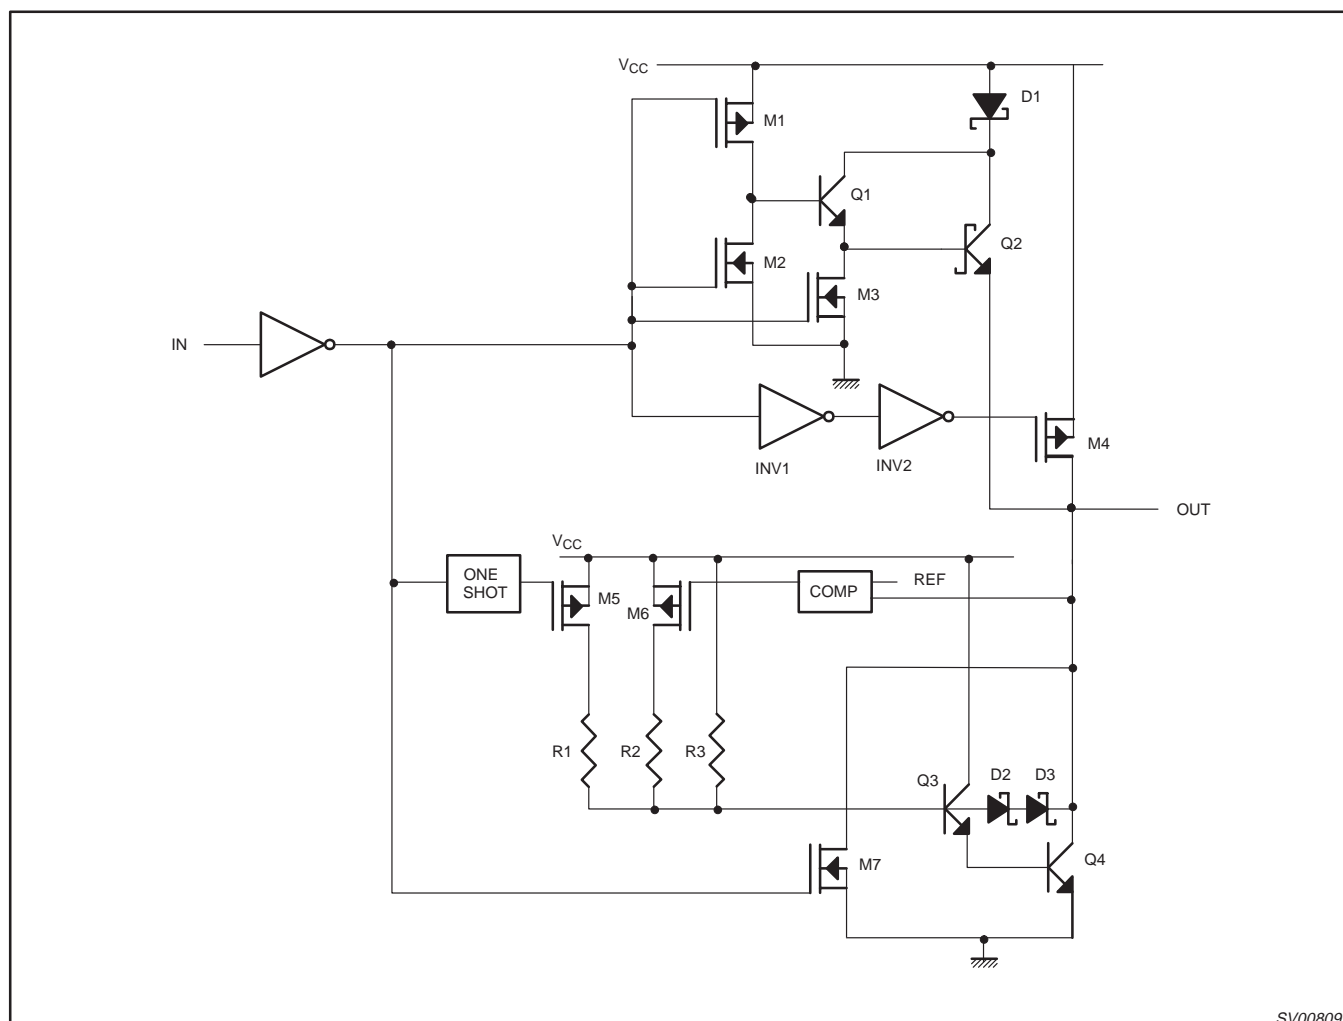 VCC
D1
M1
Q1
Q2
M2
M3
IN
M4
INV1
INV2
OUT
VCC
ONE
SHOT
M5
M6
COMP
REF
R1
R2
R3
Q3
D2
D3
M7
Q4
SV00809